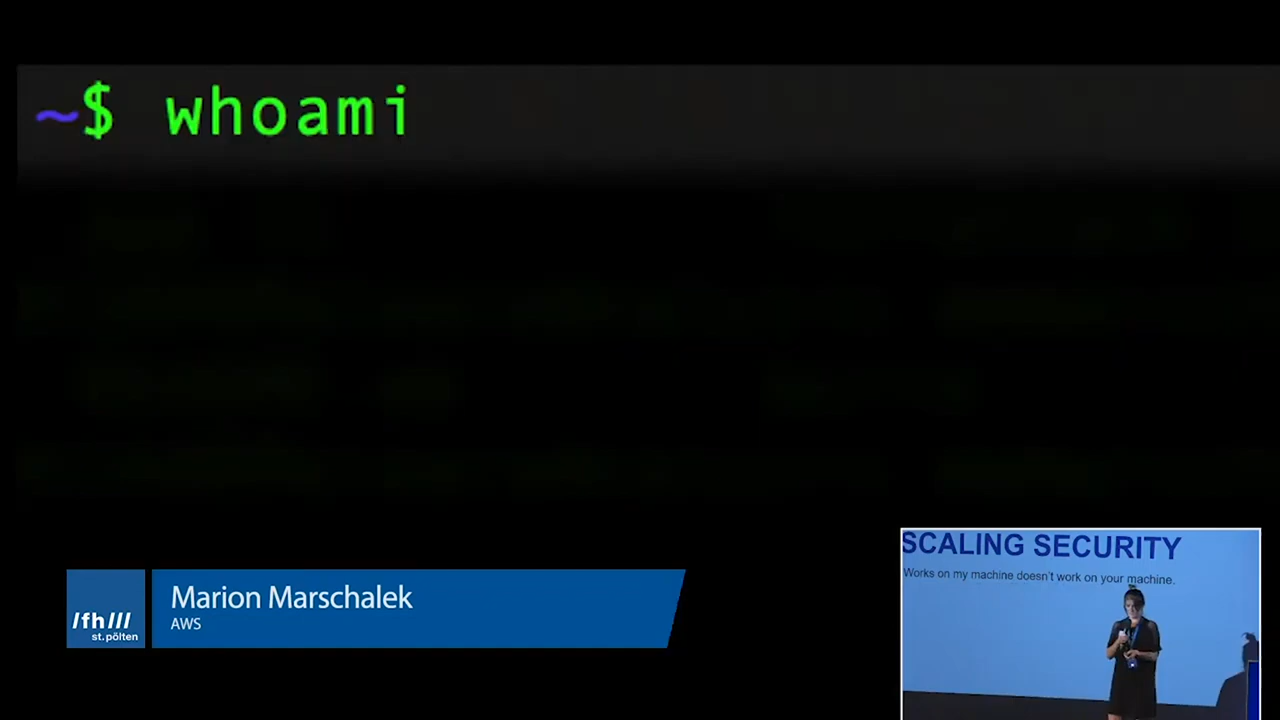 ~$ whoami
SCALING SECURITY
Works on my machine doesn't work on your machine.
Marion Marschalek
AWS
/fh///
st.pölten